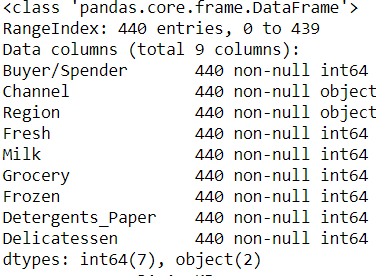 <class 'pandas.core.frame.DataFrame'>
RangeIndex: 440 entries, 0 to 439
Data columns (total 9 columns):
Buyer/Spender 440 non-null int64
Channel 440 non-null object
Region 440 non-null object
Fresh 440 non-null int64
Milk 440 non-null int64
Grocery 440 non-null int64
Frozen 440 non-null int64
Detergents_Paper 440 non-null int64
Delicatessen 440 non-null int64
dtypes: int64(7), object(2)